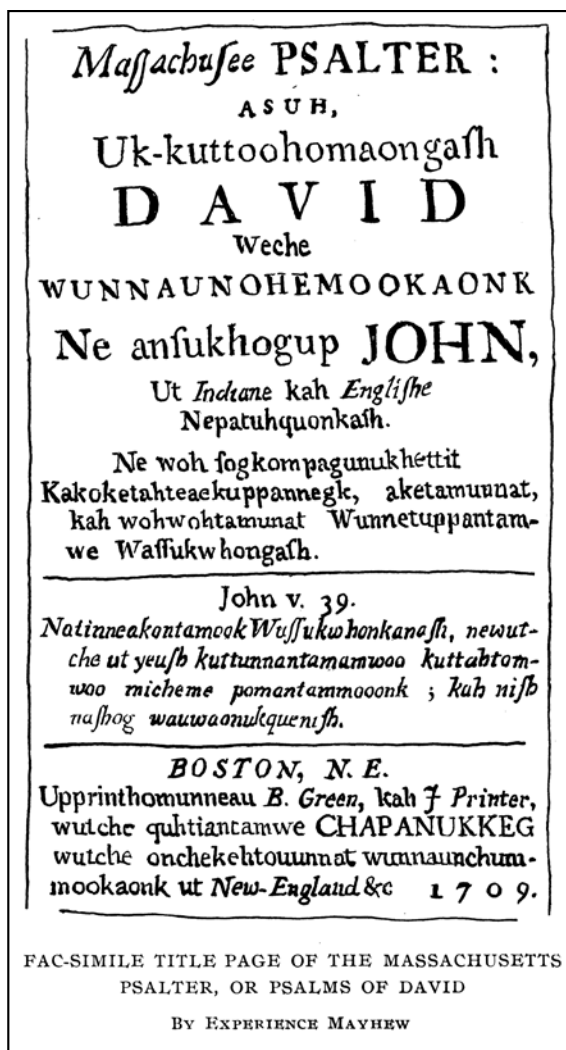 Maſſachuſee PSALTER :
ASUH,
Uk-kuttoohomaongaſh
DAVID
Weche
WUNNAUNOHEMOOKAONK
Ne anſukhogup JOHN,
Ut Indiane kah Engliſhe
Nepatuhquonkaſh.
Ne woh ſogkompagunukhettit
Kakoketahteaekuppannegk, aketamunnat,
kah wohwohtamunat Wunnetuppantam-
we Waſſukwhongaſh.
John v. 39.
Natinneakontamook Wuſſukwhonkanaſh, newut-
che ut yeuſh kuttunnantamamwoo kuttahtom-
woo micheme pomantammooonk ; kah niſh
naſhog wauwaonukqueniſh.
BOSTON, N. E.
Upprinthomunneau B. Green, kah J Printer,
wutche quhtiantamwe CHAPANUKKEG
wutche onchekehtouunnat wunnaunchum-
mookaonk ut New-England &c 1709.
FAC-SIMILE TITLE PAGE OF THE MASSACHUSETTS
PSALTER, OR PSALMS OF DAVID
BY EXPERIENCE MAYHEW